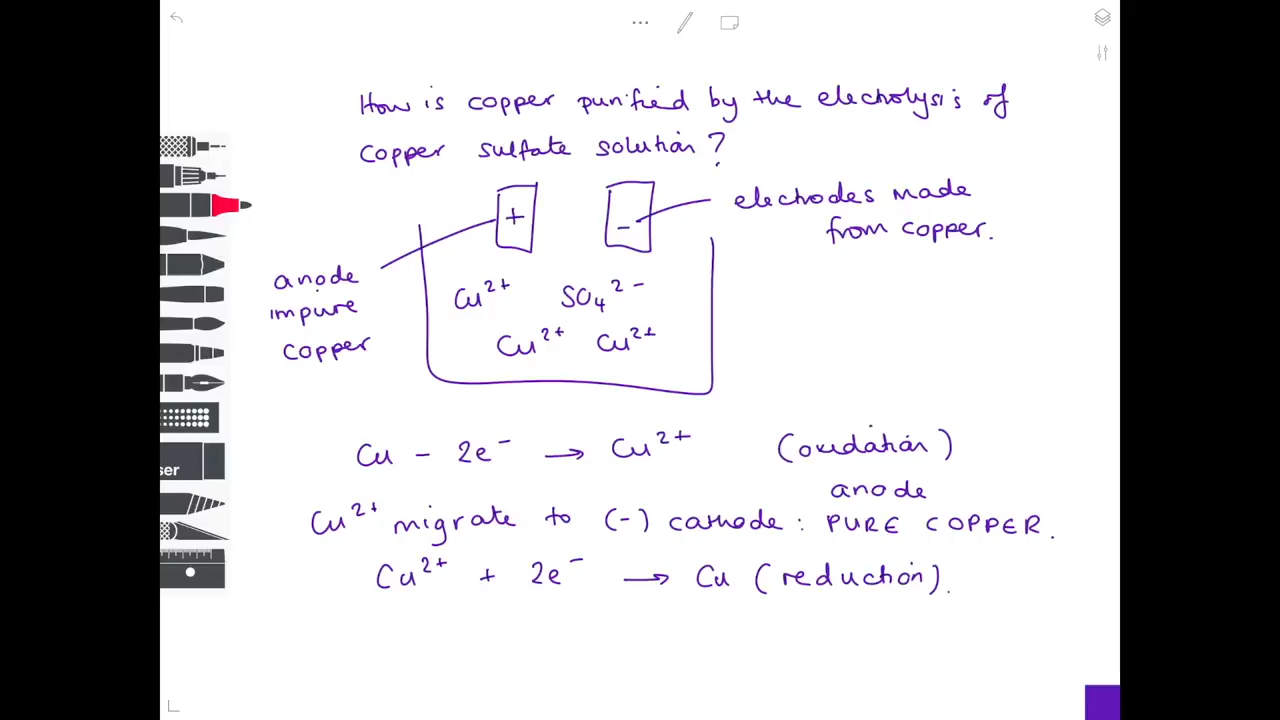 How is copper purified by the electrolysis of
copper sulfate solution?
+
-
electrodes made
from copper.
anode
impure
copper
Cu²⁺ SO₄²⁻
Cu²⁺ Cu²⁺
Cu - 2e⁻ → Cu²⁺ (oxidation)
anode
Cu²⁺ migrate to (-) cathode: PURE COPPER.
Cu²⁺ + 2e⁻ → Cu (reduction).
ser